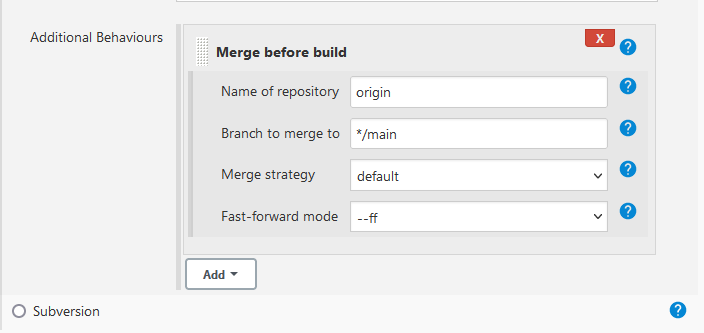 Additional Behaviours
Merge before build
X
?
Name of repository origin ?
Branch to merge to */main ?
Merge strategy default ?
Fast-forward mode --ff ?
Add
Subversion ?